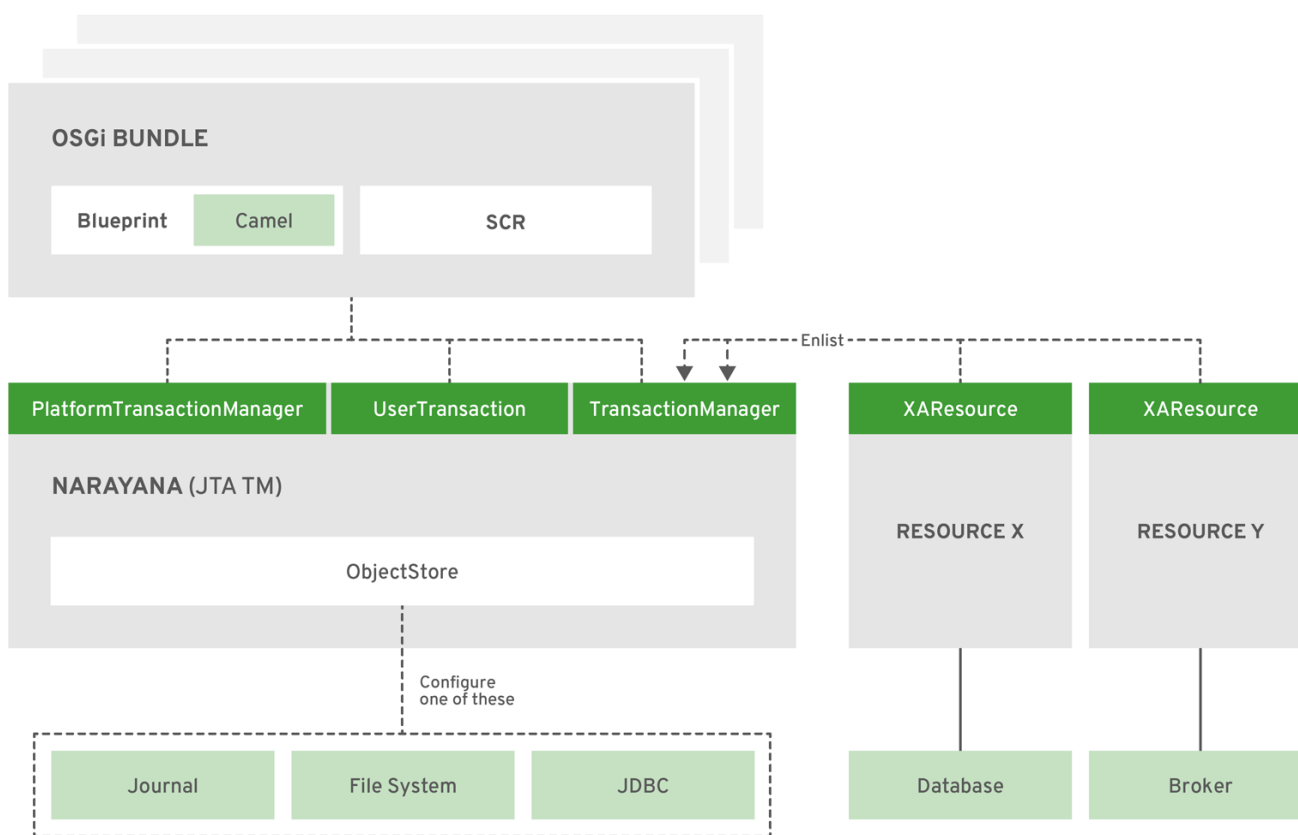 OSGi BUNDLE
Blueprint
Camel
SCR
Enlist
PlatformTransactionManager
UserTransaction
TransactionManager
XAResource
XAResource
NARAYANA (JTA TM)
RESOURCE X
RESOURCE Y
ObjectStore
Configure
one of these
Journal
File System
JDBC
Database
Broker